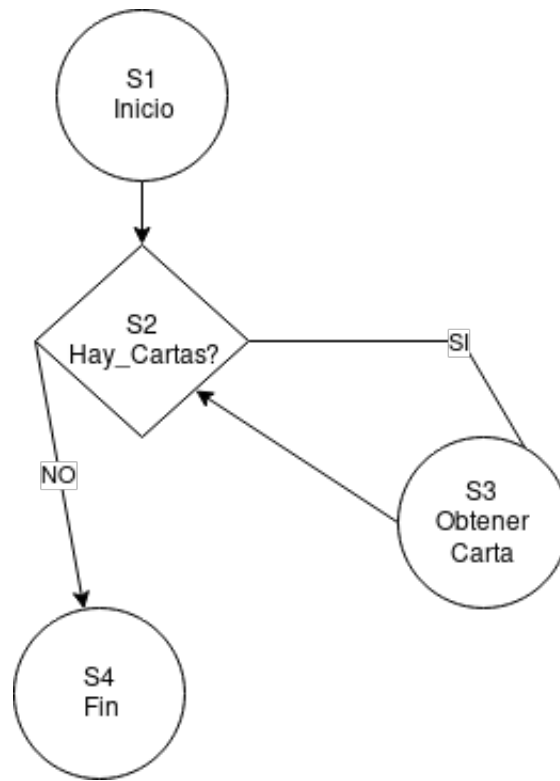 S1
Inicio
S2
Hay_Cartas?
SI
NO
S3
Obtener
Carta
S4
Fin